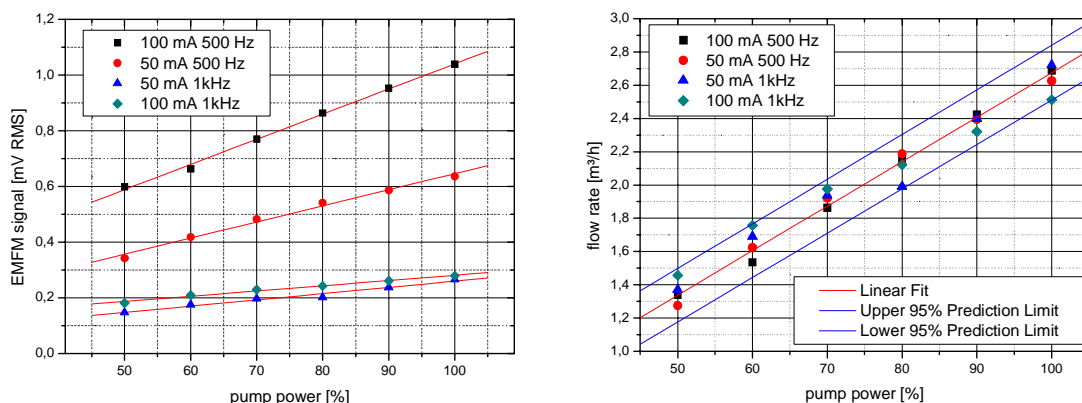 1,2
1,0
0,8
0,6
0,4
0,2
0,0
EMFM signal [mV RMS]
100 mA 500 Hz
50 mA 500 Hz
50 mA 1kHz
100 mA 1kHz
50 60 70 80 90 100
pump power [%]
3,0
2,8
2,6
2,4
2,2
2,0
1,8
1,6
1,4
1,2
1,0
flow rate [m³/h]
100 mA 500 Hz
50 mA 500 Hz
50 mA 1kHz
100 mA 1kHz
Linear Fit
Upper 95% Prediction Limit
Lower 95% Prediction Limit
50 60 70 80 90 100
pump power [%]